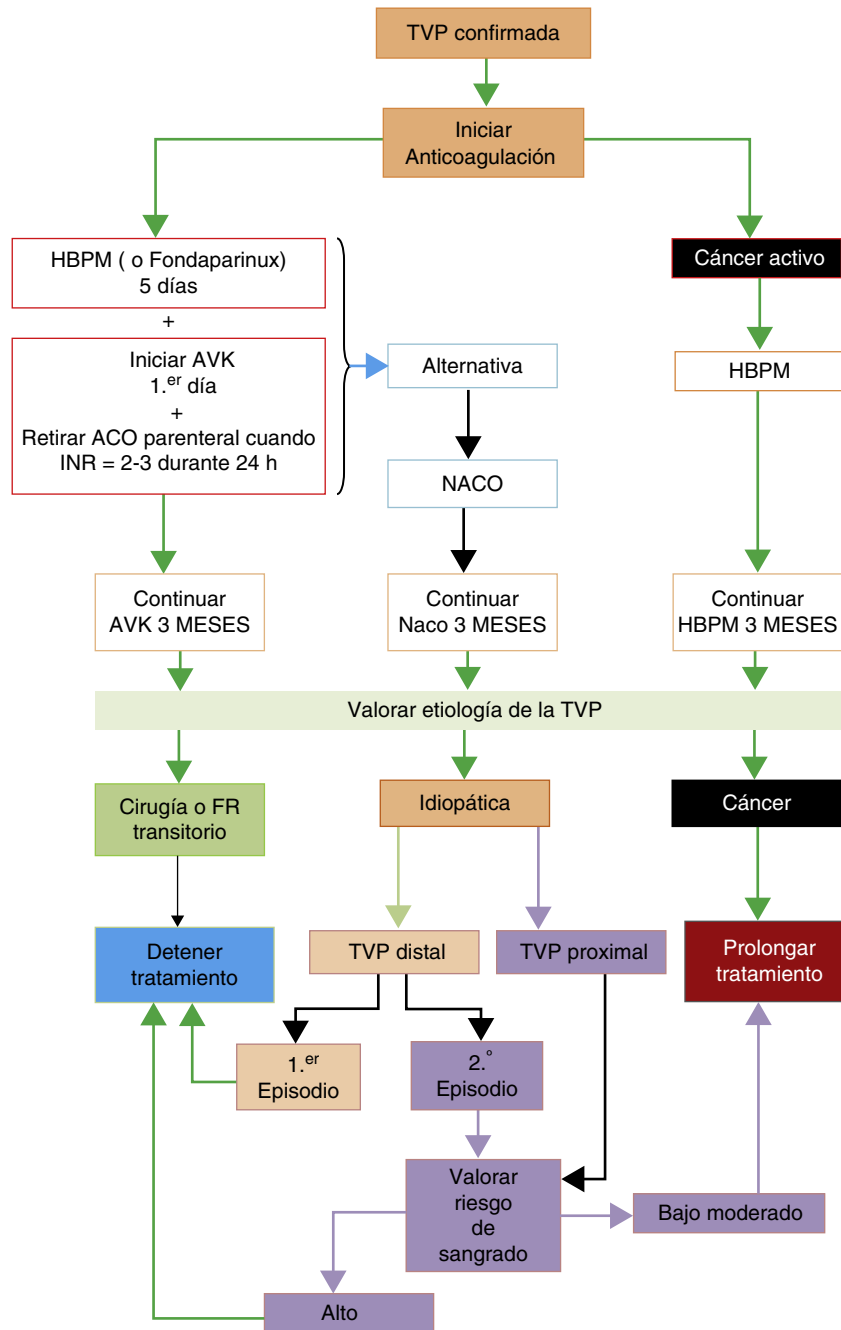 TVP confirmada
Iniciar
Anticoagulación
HBPM ( o Fondaparinux)
5 días
+
Iniciar AVK
1.er día
+
Retirar ACO parenteral cuando
INR = 2-3 durante 24 h
Alternativa
NACO
Cáncer activo
HBPM
Continuar
AVK 3 MESES
Continuar
Naco 3 MESES
Continuar
HBPM 3 MESES
Valorar etiología de la TVP
Cirugía o FR
transitorio
Idiopática
Cáncer
Detener
tratamiento
TVP distal
TVP proximal
Prolongar
tratamiento
1.er
Episodio
2.º
Episodio
Valorar
riesgo
de
sangrado
Bajo moderado
Alto